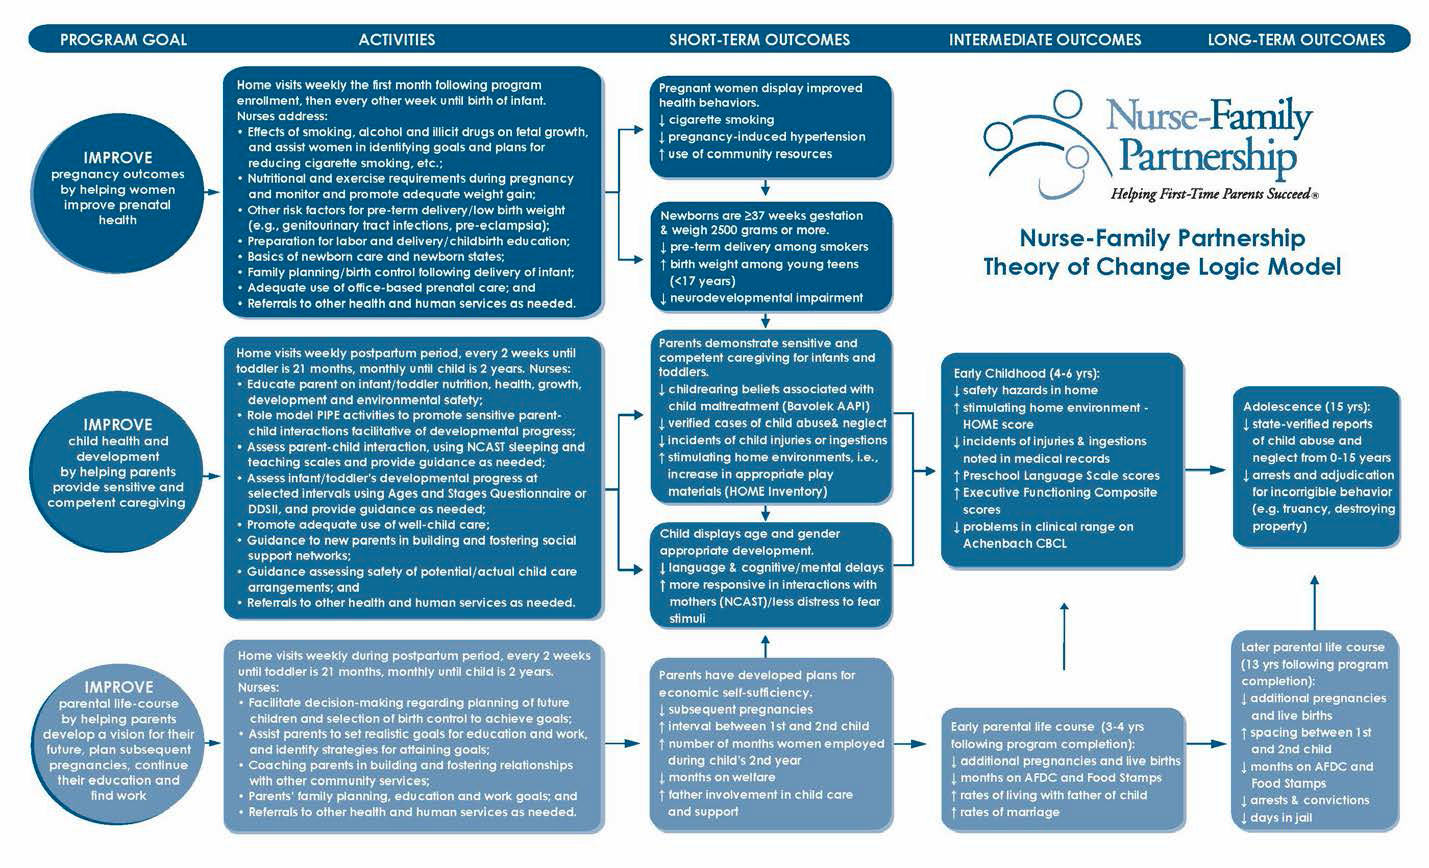 PROGRAM GOAL
ACTIVITIES
SHORT-TERM OUTCOMES
INTERMEDIATE OUTCOMES
LONG-TERM OUTCOMES
IMPROVE
pregnancy outcomes
by helping women
improve prenatal
health
Home visits weekly the first month following program
enrollment, then every other week until birth of infant.
Nurses address:
• Effects of smoking, alcohol and illicit drugs on fetal growth,
and assist women in identifying goals and plans for
reducing cigarette smoking, etc.;
• Nutritional and exercise requirements during pregnancy
and monitor and promote adequate weight gain;
• Other risk factors for pre-term delivery/low birth weight
(e.g., genitourinary tract infections, pre-eclampsia);
• Preparation for labor and delivery/childbirth education;
• Basics of newborn care and newborn states;
• Family planning/birth control following delivery of infant;
• Adequate use of office-based prenatal care; and
• Referrals to other health and human services as needed.
Pregnant women display improved
health behaviors.
↓ cigarette smoking
↓ pregnancy-induced hypertension
↑ use of community resources
Newborns are ≥37 weeks gestation
& weigh 2500 grams or more.
↓ pre-term delivery among smokers
↑ birth weight among young teens
(<17 years)
↓ neurodevelopmental impairment
Nurse-Family
Partnership
Helping First-Time Parents Succeed®
Nurse-Family Partnership
Theory of Change Logic Model
IMPROVE
child health and
development
by helping parents
provide sensitive and
competent caregiving
Home visits weekly postpartum period, every 2 weeks until
toddler is 21 months, monthly until child is 2 years. Nurses:
• Educate parent on infant/toddler nutrition, health, growth,
development and environmental safety;
• Role model PIPE activities to promote sensitive parent-
child interactions facilitative of developmental progress;
• Assess parent-child interaction, using NCAST sleeping and
teaching scales and provide guidance as needed;
• Assess infant/toddler's developmental progress at
selected intervals using Ages and Stages Questionnaire or
DDSII, and provide guidance as needed;
• Promote adequate use of well-child care;
• Guidance to new parents in building and fostering social
support networks;
• Guidance assessing safety of potential/actual child care
arrangements; and
• Referrals to other health and human services as needed.
Parents demonstrate sensitive and
competent caregiving for infants and
toddlers.
↓ childrearing beliefs associated with
child maltreatment (Bavolek AAPI)
↓ verified cases of child abuse& neglect
↓ incidents of child injuries or ingestions
↑ stimulating home environments, i.e.,
increase in appropriate play
materials (HOME Inventory)
Child displays age and gender
appropriate development.
↓ language & cognitive/mental delays
↑ more responsive in interactions with
mothers (NCAST)/less distress to fear
stimuli
Early Childhood (4-6 yrs):
↓ safety hazards in home
↑ stimulating home environment -
HOME score
↓ incidents of injuries & ingestions
noted in medical records
↑ Preschool Language Scale scores
↑ Executive Functioning Composite
scores
↓ problems in clinical range on
Achenbach CBCL
Adolescence (15 yrs):
↓ state-verified reports
of child abuse and
neglect from 0-15 years
↓ arrests and adjudication
for incorrigible behavior
(e.g. truancy, destroying
property)
IMPROVE
parental life-course
by helping parents
develop a vision for their
future, plan subsequent
pregnancies, continue
their education and
find work
Home visits weekly during postpartum period, every 2 weeks
until toddler is 21 months, monthly until child is 2 years.
Nurses:
• Facilitate decision-making regarding planning of future
children and selection of birth control to achieve goals;
• Assist parents to set realistic goals for education and work,
and identify strategies for attaining goals;
• Coaching parents in building and fostering relationships
with other community services;
• Parents' family planning, education and work goals; and
• Referrals to other health and human services as needed.
Parents have developed plans for
economic self-sufficiency.
↓ subsequent pregnancies
↑ interval between 1st and 2nd child
↑ number of months women employed
during child's 2nd year
↓ months on welfare
↑ father involvement in child care
and support
Early parental life course (3-4 yrs
following program completion):
↓ additional pregnancies and live births
↓ months on AFDC and Food Stamps
↑ rates of living with father of child
↑ rates of marriage
Later parental life course
(13 yrs following program
completion):
↓ additional pregnancies
and live births
↑ spacing between 1st
and 2nd child
↓ months on AFDC and
Food Stamps
↓ arrests & convictions
↓ days in jail